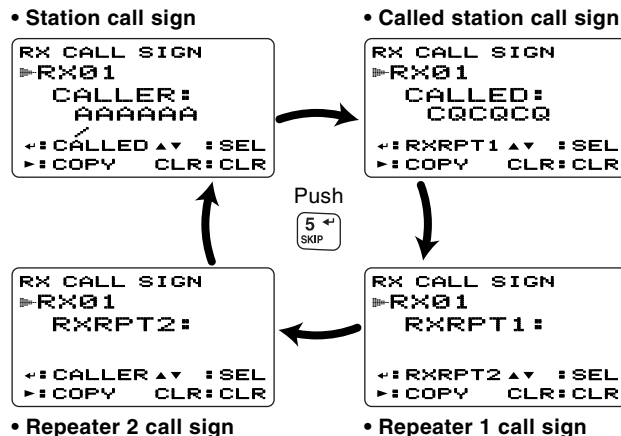 • Station call sign
RX CALL SIGN
RX01
CALLER:
AAAAAA
/
↵:CALLED ▲▼ :SEL
►:COPY CLR:CLR
• Called station call sign
RX CALL SIGN
RX01
CALLED:
CQCQCQ
↵:RXRPT1 ▲▼ :SEL
►:COPY CLR:CLR
Push
5 ↵
SKIP
RX CALL SIGN
RX01
RXRPT2:
↵:CALLER ▲▼ :SEL
►:COPY CLR:CLR
• Repeater 2 call sign
RX CALL SIGN
RX01
RXRPT1:
↵:RXRPT2 ▲▼ :SEL
►:COPY CLR:CLR
• Repeater 1 call sign